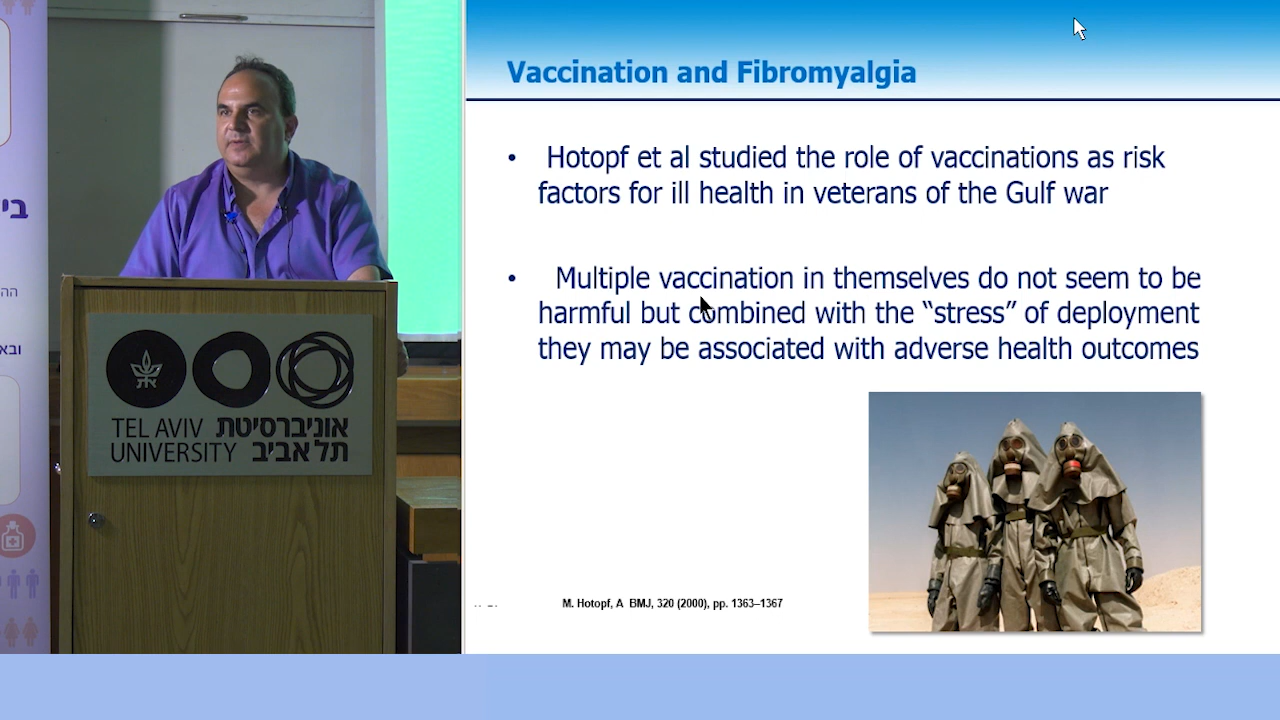 Vaccination and Fibromyalgia
• Hotopf et al studied the role of vaccinations as risk
factors for ill health in veterans of the Gulf war
• Multiple vaccination in themselves do not seem to be
harmful but combined with the “stress” of deployment
they may be associated with adverse health outcomes
M. Hotopf, A BMJ, 320 (2000), pp. 1363–1367
TEL AVIV אוניברסיטת
UNIVERSITY תל אביב